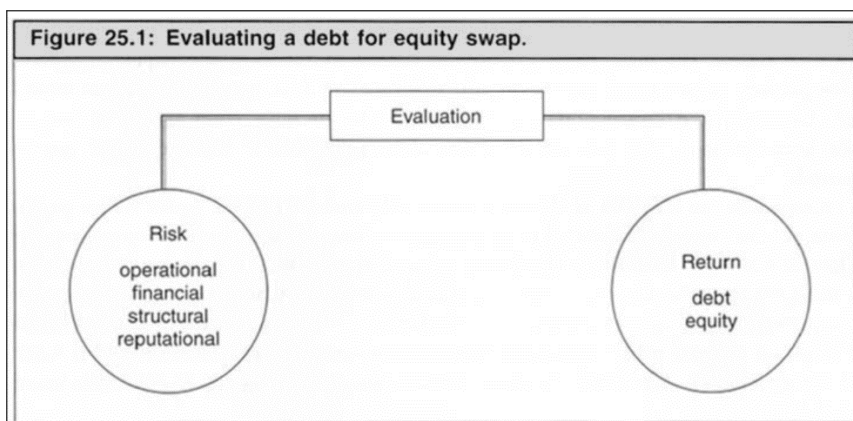 Figure 25.1: Evaluating a debt for equity swap.
Evaluation
Risk
operational
financial
structural
reputational
Return
debt
equity